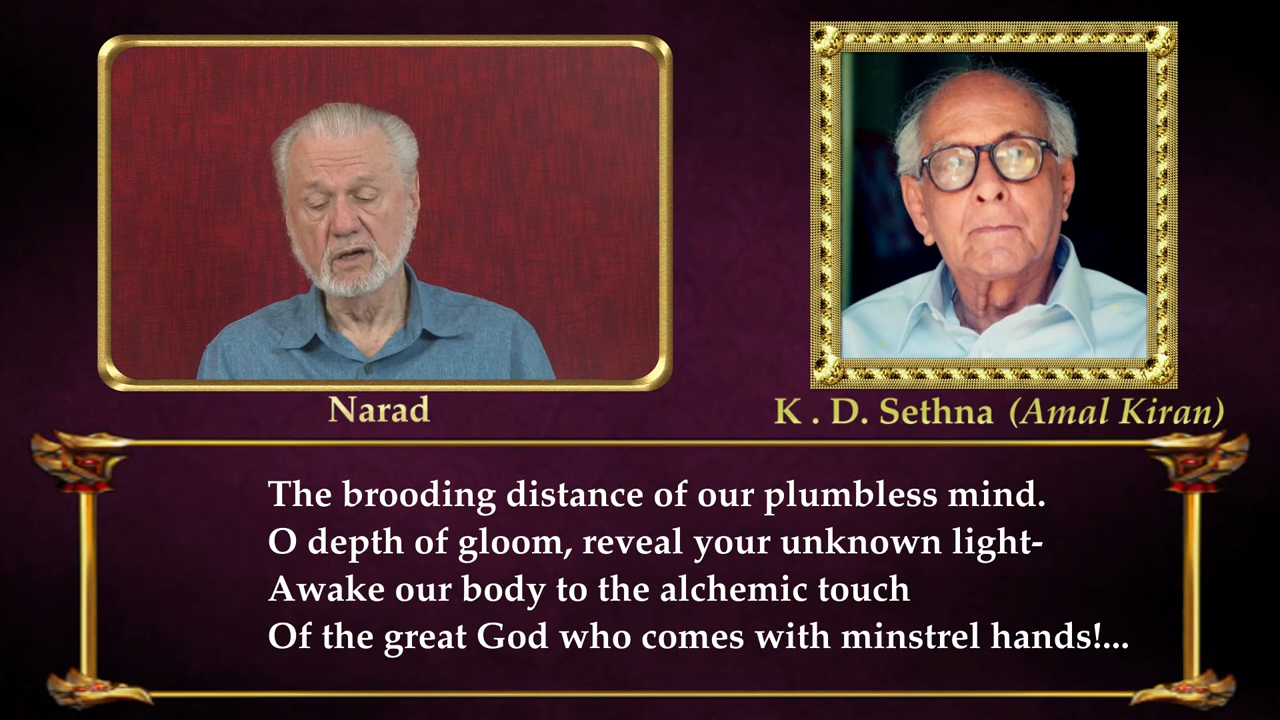 Narad
K . D. Sethna (Amal Kiran)
The brooding distance of our plumbless mind.
O depth of gloom, reveal your unknown light-
Awake our body to the alchemic touch
Of the great God who comes with minstrel hands!...